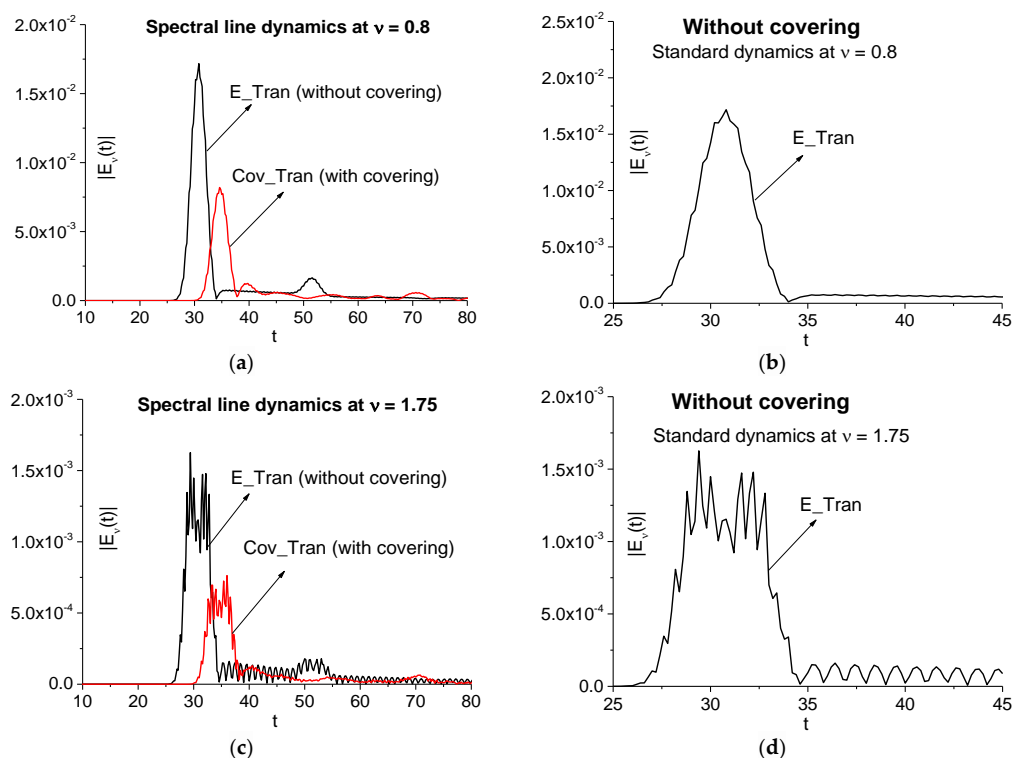 Spectral line dynamics at ν = 0.8
2.0x10⁻²
1.5x10⁻²
1.0x10⁻²
5.0x10⁻³
0.0
|Eᵥ(t)|
E_Tran (without covering)
Cov_Tran (with covering)
10 20 30 40 50 60 70 80
t
(a)
Without covering
Standard dynamics at ν = 0.8
2.5x10⁻²
2.0x10⁻²
1.5x10⁻²
1.0x10⁻²
5.0x10⁻³
0.0
|Eᵥ(t)|
E_Tran
25 30 35 40 45
t
(b)
Spectral line dynamics at ν = 1.75
2.0x10⁻³
1.5x10⁻³
1.0x10⁻³
5.0x10⁻⁴
0.0
|Eᵥ(t)|
E_Tran (without covering)
Cov_Tran (with covering)
10 20 30 40 50 60 70 80
t
(c)
Without covering
Standard dynamics at ν = 1.75
2.0x10⁻³
1.5x10⁻³
1.0x10⁻³
5.0x10⁻⁴
0.0
|Eᵥ(t)|
E_Tran
25 30 35 40 45
t
(d)